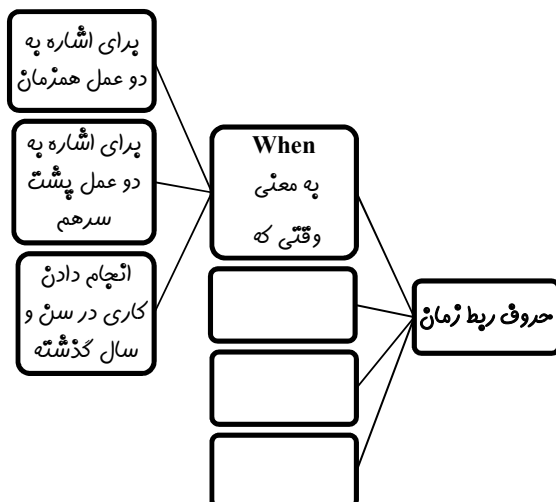 حروف ربط زمان
When
به معنی
وقتی که
برای اشاره به
دو عمل همزمان
برای اشاره به
دو عمل پشت
سرهم
انجام دادن
کاری در سن و
سال گذشته